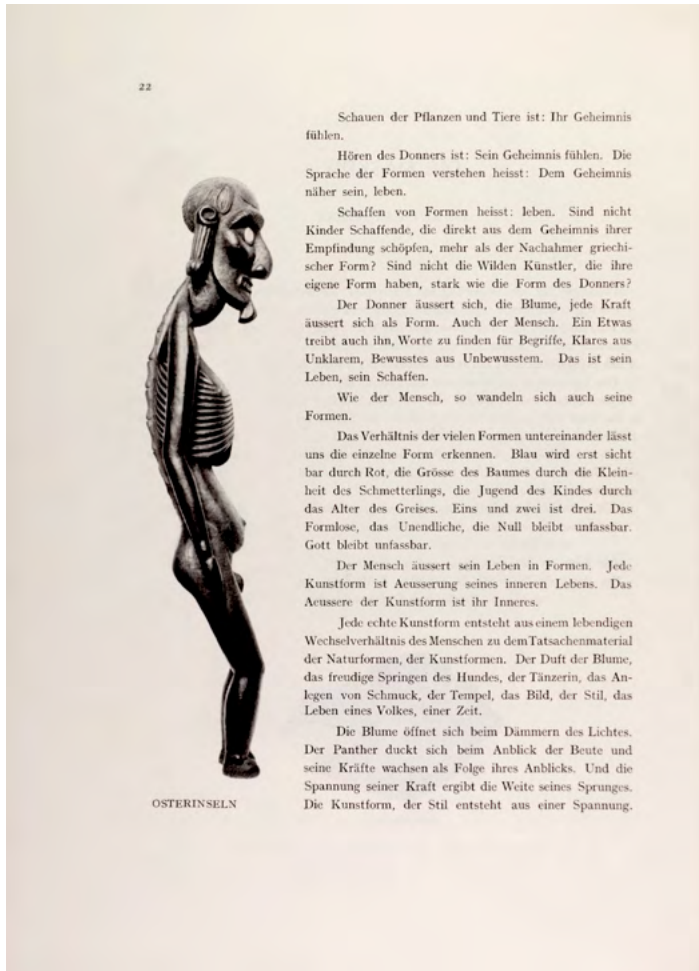 22
Schauen der Pflanzen und Tiere ist: Ihr Geheimnis
fühlen.
Hören des Donners ist: Sein Geheimnis fühlen. Die
Sprache der Formen verstehen heisst: Dem Geheimnis
näher sein, leben.
Schaffen von Formen heisst: leben. Sind nicht
Kinder Schaffende, die direkt aus dem Geheimnis ihrer
Empfindung schöpfen, mehr als der Nachahmer griechi-
scher Form? Sind nicht die Wilden Künstler, die ihre
eigene Form haben, stark wie die Form des Donners?
Der Donner äussert sich, die Blume, jede Kraft
äussert sich als Form. Auch der Mensch. Ein Etwas
treibt auch ihn, Worte zu finden für Begriffe, Klares aus
Unklarem, Bewusstes aus Unbewusstem. Das ist sein
Leben, sein Schaffen.
Wie der Mensch, so wandeln sich auch seine
Formen.
Das Verhältnis der vielen Formen untereinander lässt
uns die einzelne Form erkennen. Blau wird erst sicht
bar durch Rot, die Grösse des Baumes durch die Klein-
heit des Schmetterlings, die Jugend des Kindes durch
das Alter des Greises. Eins und zwei ist drei. Das
Formlose, das Unendliche, die Null bleibt unfassbar.
Gott bleibt unfassbar.
Der Mensch äussert sein Leben in Formen. Jede
Kunstform ist Aeusserung seines inneren Lebens. Das
Aeussere der Kunstform ist ihr Inneres.
Jede echte Kunstform entsteht aus einem lebendigen
Wechselverhältnis des Menschen zu dem Tatsachenmaterial
der Naturformen, der Kunstformen. Der Duft der Blume,
das freudige Springen des Hundes, der Tänzerin, das An-
legen von Schmuck, der Tempel, das Bild, der Stil, das
Leben eines Volkes, einer Zeit.
Die Blume öffnet sich beim Dämmern des Lichtes.
Der Panther duckt sich beim Anblick der Beute und
seine Kräfte wachsen als Folge ihres Anblicks. Und die
Spannung seiner Kraft ergibt die Weite seines Sprunges.
Die Kunstform, der Stil entsteht aus einer Spannung.
OSTERINSELN